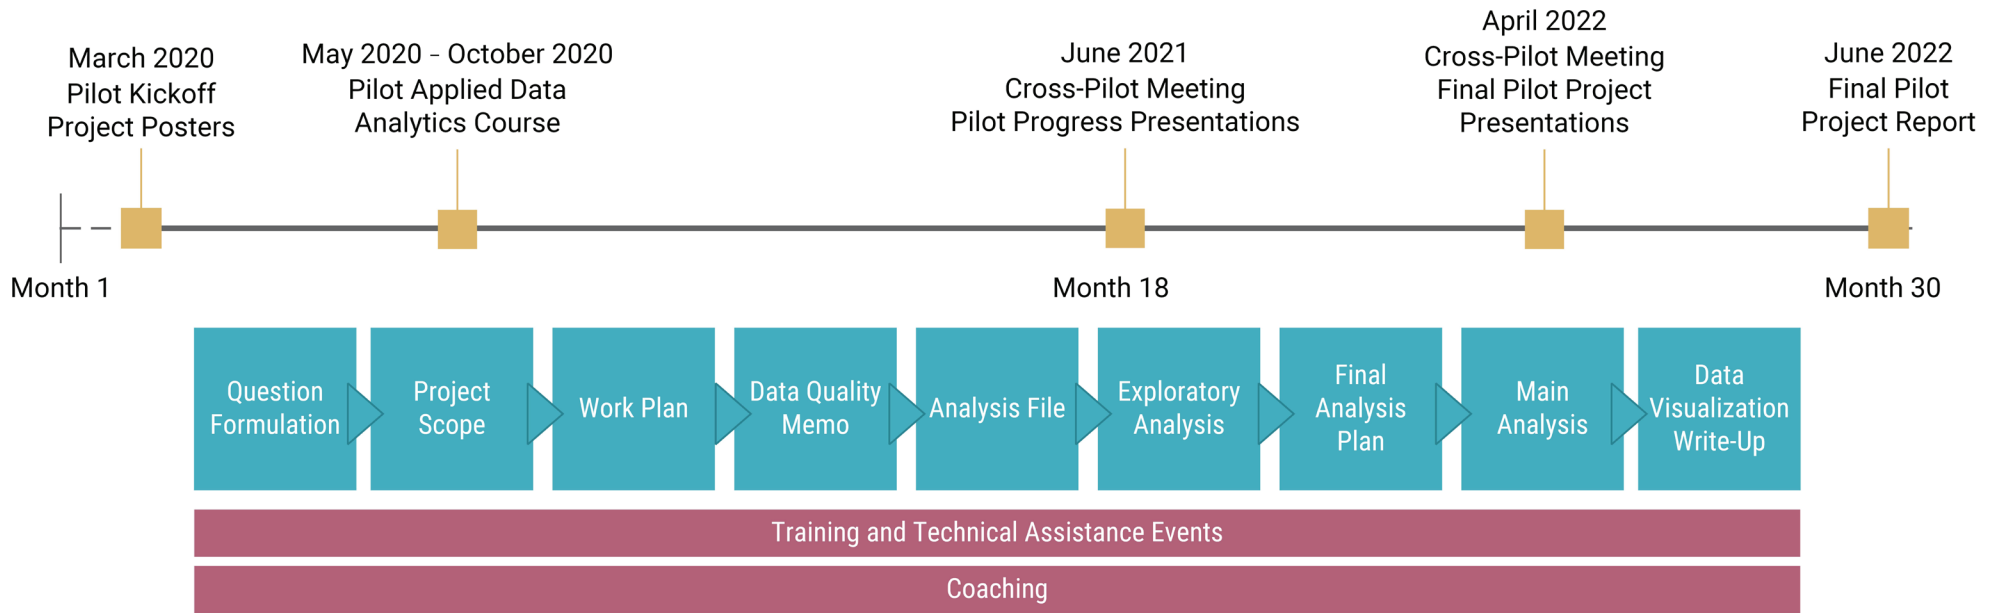 March 2020
Pilot Kickoff
Project Posters
May 2020 - October 2020
Pilot Applied Data
Analytics Course
June 2021
Cross-Pilot Meeting
Pilot Progress Presentations
April 2022
Cross-Pilot Meeting
Final Pilot Project
Presentations
June 2022
Final Pilot
Project Report
Month 1
Month 18
Month 30
Question
Formulation
Project
Scope
Work Plan
Data Quality
Memo
Analysis File
Exploratory
Analysis
Final
Analysis
Plan
Main
Analysis
Data
Visualization
Write-Up
Training and Technical Assistance Events
Coaching